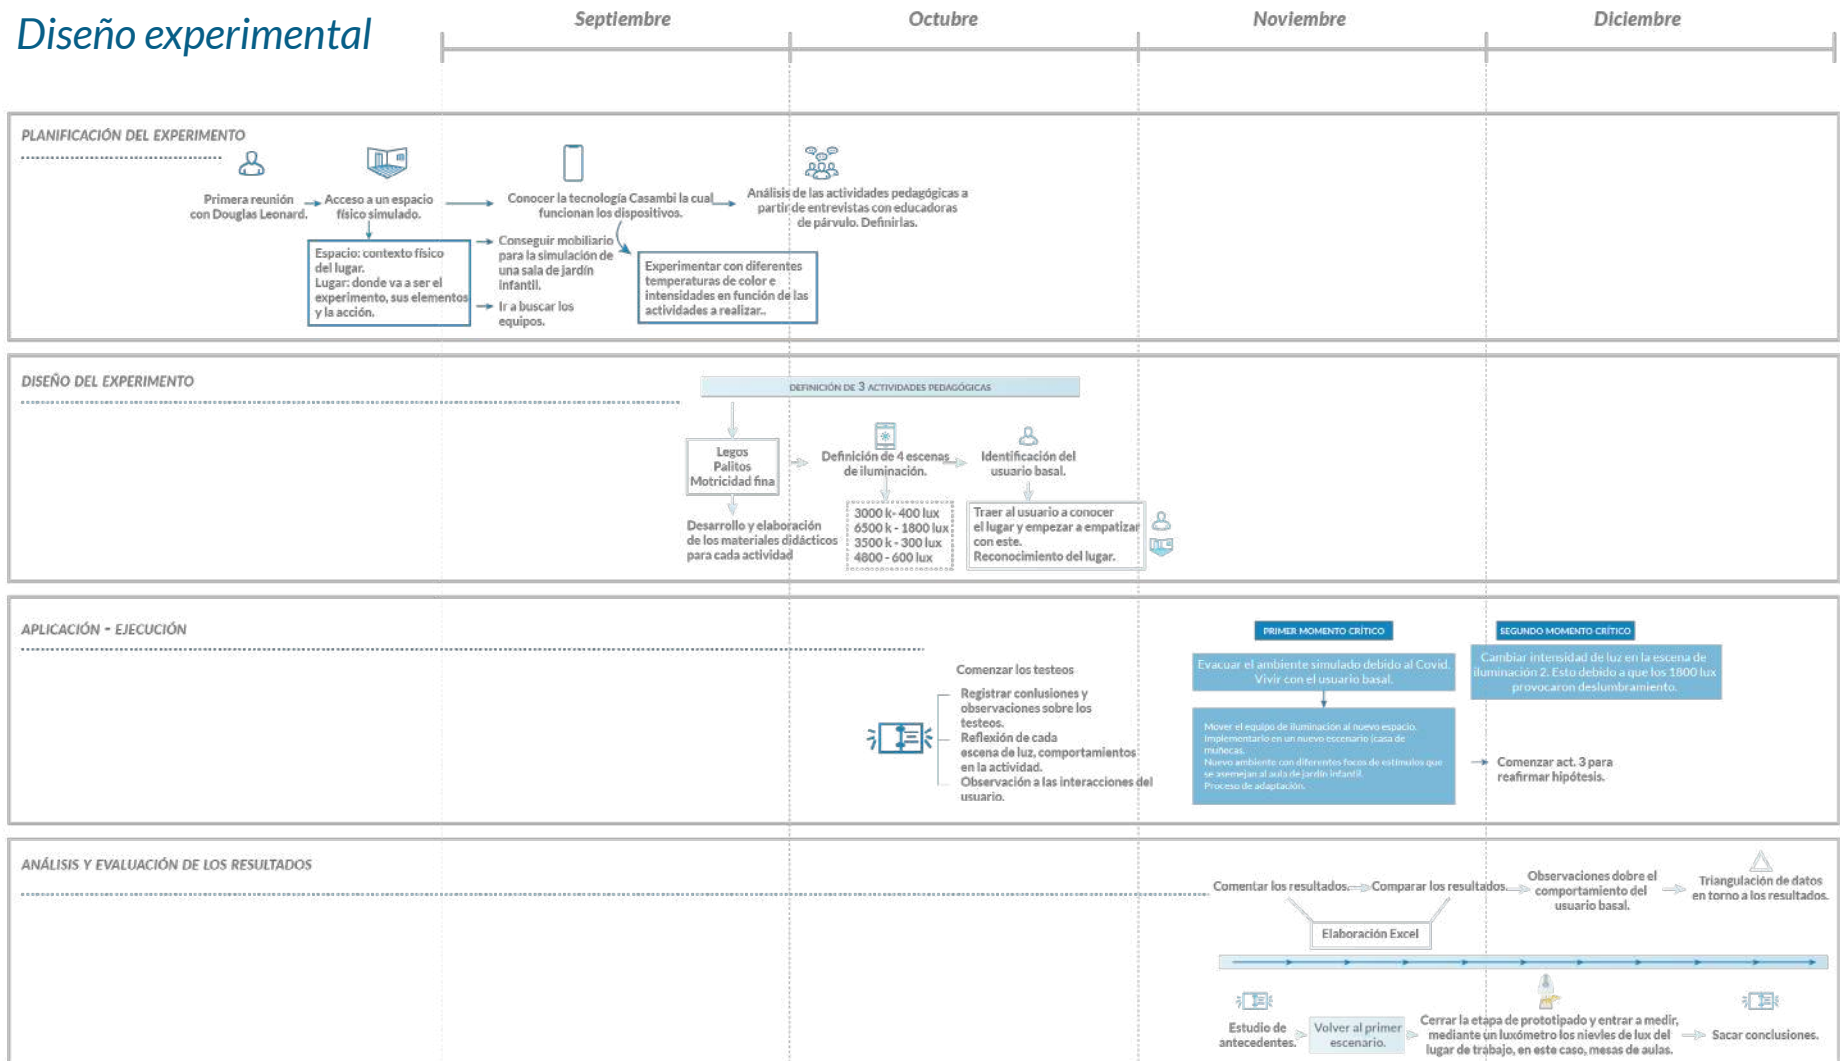 Diseño experimental
Septiembre
Octubre
Noviembre
Diciembre
PLANIFICACIÓN DEL EXPERIMENTO
Primera reunión
con Douglas Leonard.
Acceso a un espacio
físico simulado.
Conocer la tecnología Casambi la cual
funcionan los dispositivos.
Análisis de las actividades pedagógicas a
partir de entrevistas con educadoras
de párvulo. Definirlas.
Espacio: contexto físico
del lugar.
Lugar: donde va a ser el
experimento, sus elementos
y la acción.
Conseguir mobiliario
para la simulación de
una sala de jardín
infantil.
Ir a buscar los
equipos.
Experimentar con diferentes
temperaturas de color e
intensidades en función de las
actividades a realizar..
DISEÑO DEL EXPERIMENTO
DEFINICIÓN DE 3 ACTIVIDADES PEDAGÓGICAS
Legos
Palitos
Motricidad fina
Definición de 4 escenas
de iluminación.
Identificación del
usuario basal.
Desarrollo y elaboración
de los materiales didácticos
para cada actividad
3000 k- 400 lux
6500 k - 1800 lux
3500 k - 300 lux
4800 - 600 lux
Traer al usuario a conocer
el lugar y empezar a empatizar
con este.
Reconocimiento del lugar.
APLICACIÓN - EJECUCIÓN
Comenzar los testeos
Registrar conlusiones y
observaciones sobre los
testeos.
Reflexión de cada
escena de luz, comportamientos
en la actividad.
Observación a las interacciones del
usuario.
PRIMER MOMENTO CRÍTICO
Evacuar el ambiente simulado debido al Covid.
Vivir con el usuario basal.
Mover el equipo de iluminación al nuevo espacio.
Implementarlo en un nuevo escenario (casa de
muñecas.
Nuevo ambiente con diferentes focos de estímulos que
se asemejan al aula de jardín infantil.
Proceso de adaptación.
SEGUNDO MOMENTO CRÍTICO
Cambiar intensidad de luz en la escena de
iluminación 2. Esto debido a que los 1800 lux
provocaron deslumbramiento.
Comenzar act. 3 para
reafirmar hipótesis.
ANÁLISIS Y EVALUACIÓN DE LOS RESULTADOS
Comentar los resultados.
Comparar los resultados.
Observaciones dobre el
comportamiento del
usuario basal.
Triangulación de datos
en torno a los resultados.
Elaboración Excel
Estudio de
antecedentes.
Volver al primer
escenario.
Cerrar la etapa de prototipado y entrar a medir,
mediante un luxómetro los nievles de lux del
lugar de trabajo, en este caso, mesas de aulas.
Sacar conclusiones.